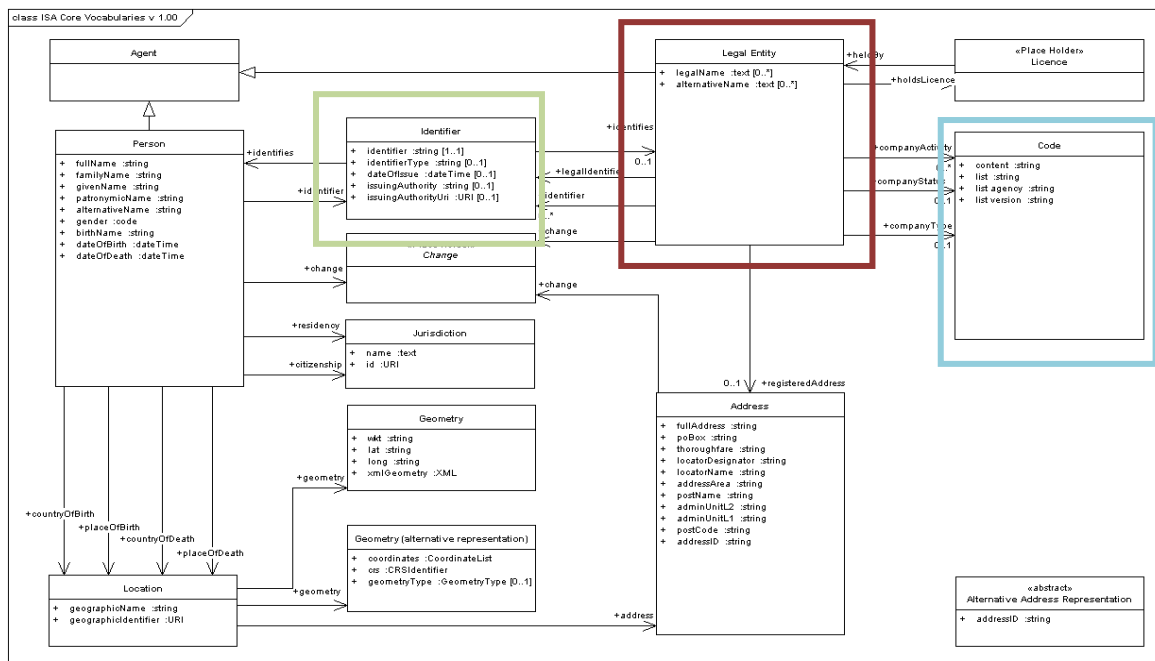 class ISA Core Vocabularies v 1.00
Agent
Legal Entity
+ legalName :text [0..*]
+ alternativeName :text [0..*]
«Place Holder»
Licence
+heldBy
+holdsLicence
Person
+ fullName :string
+ familyName :string
+ givenName :string
+ patronymicName :string
+ alternativeName :string
+ gender :code
+ birthName :string
+ dateOfBirth :dateTime
+ dateOfDeath :dateTime
+identifies
+identifier
Identifier
+ identifier :string [1..1]
+ identifierType :string [0..1]
+ dateOfIssue :dateTime [0..1]
+ issuingAuthority :string [0..1]
+ issuingAuthorityUri :URI [0..1]
+identifies
0..1
+legalIdentifier
+identifier
+change
+companyActivity
0..*
+companyStatus
0..1
+companyType
0..1
Code
+ content :string
+ list :string
+ list agency :string
+ list version :string
Change
+change
+change
+residency
+citizenship
Jurisdiction
+ name :text
+ id :URI
0..1 +registeredAddress
Address
+ fullAddress :string
+ poBox :string
+ thoroughfare :string
+ locatorDesignator :string
+ locatorName :string
+ addressArea :string
+ postName :string
+ adminUnitL2 :string
+ adminUnitL1 :string
+ postCode :string
+ addressID :string
Geometry
+ wkt :string
+ lat :string
+ long :string
+ xmlGeometry :XML
+geometry
+countryOfBirth
+placeOfBirth
+countryOfDeath
+placeOfDeath
Geometry (alternative representation)
+ coordinates :CoordinateList
+ crs :CRSIdentifier
+ geometryType :GeometryType [0..1]
+geometry
Location
+ geographicName :string
+ geographicIdentifier :URI
+address
«abstract»
Alternative Address Representation
+ addressID :string